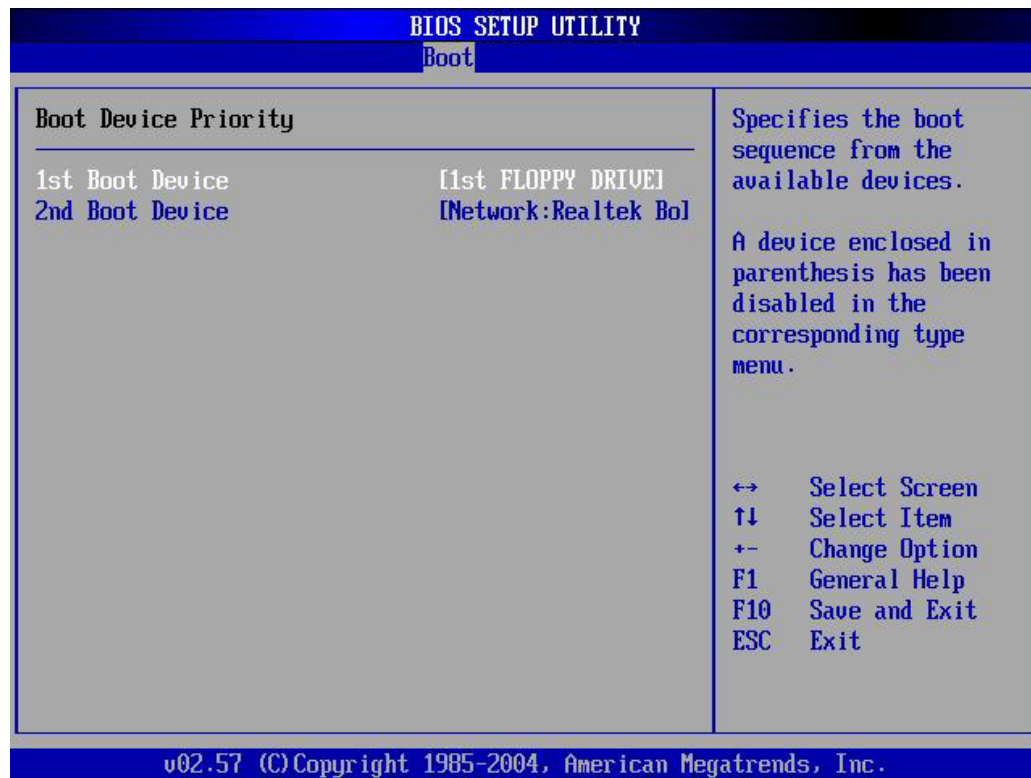 BIOS SETUP UTILITY
Boot
Boot Device Priority
1st Boot Device [1st FLOPPY DRIVE]
2nd Boot Device [Network:Realtek Bo]
Specifies the boot
sequence from the
available devices.
A device enclosed in
parenthesis has been
disabled in the
corresponding type
menu.
↔ Select Screen
↑↓ Select Item
+- Change Option
F1 General Help
F10 Save and Exit
ESC Exit
v02.57 (C)Copyright 1985-2004, American Megatrends, Inc.